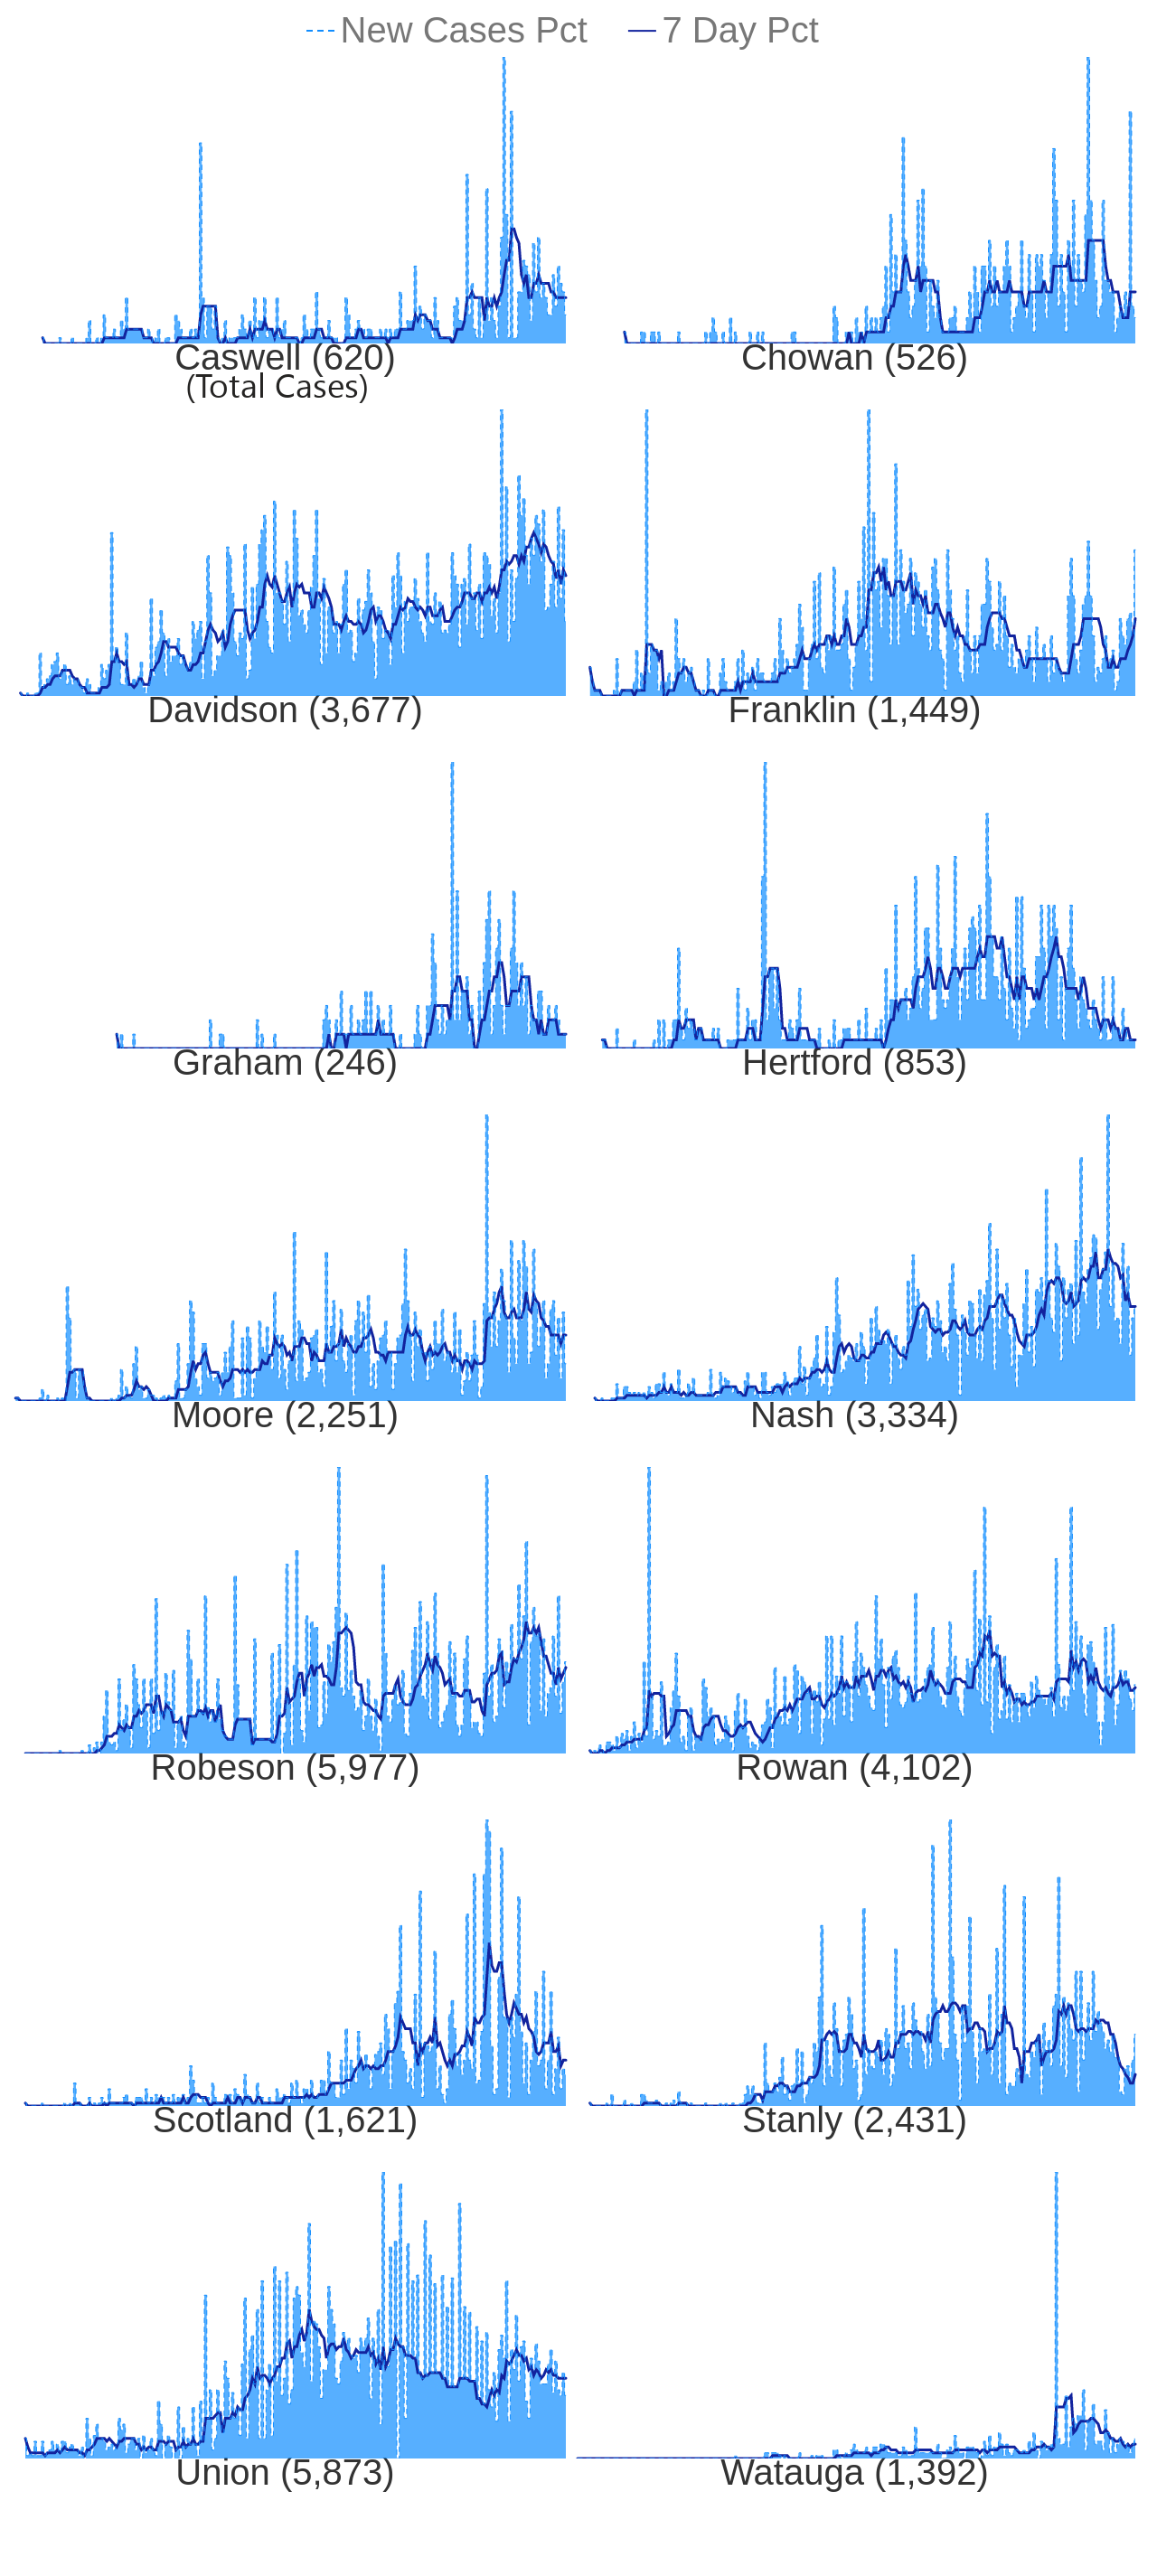 New Cases Pct 7 Day Pct
Caswell (620) Chowan (526)
(Total Cases)
Davidson (3,677) Franklin (1,449)
Graham (246) Hertford (853)
Moore (2,251) Nash (3,334)
Robeson (5,977) Rowan (4,102)
Scotland (1,621) Stanly (2,431)
Union (5,873) Watauga (1,392)